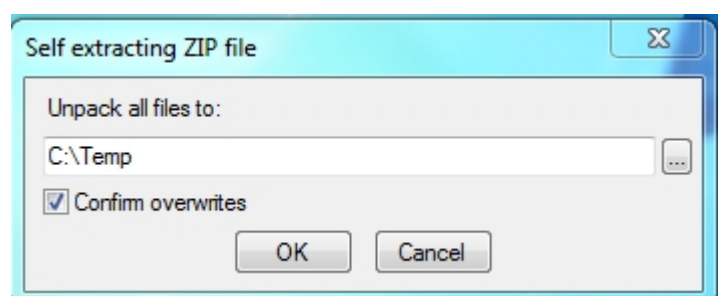 Self extracting ZIP file
Unpack all files to:
C:\Temp
...
Confirm overwrites
OK Cancel